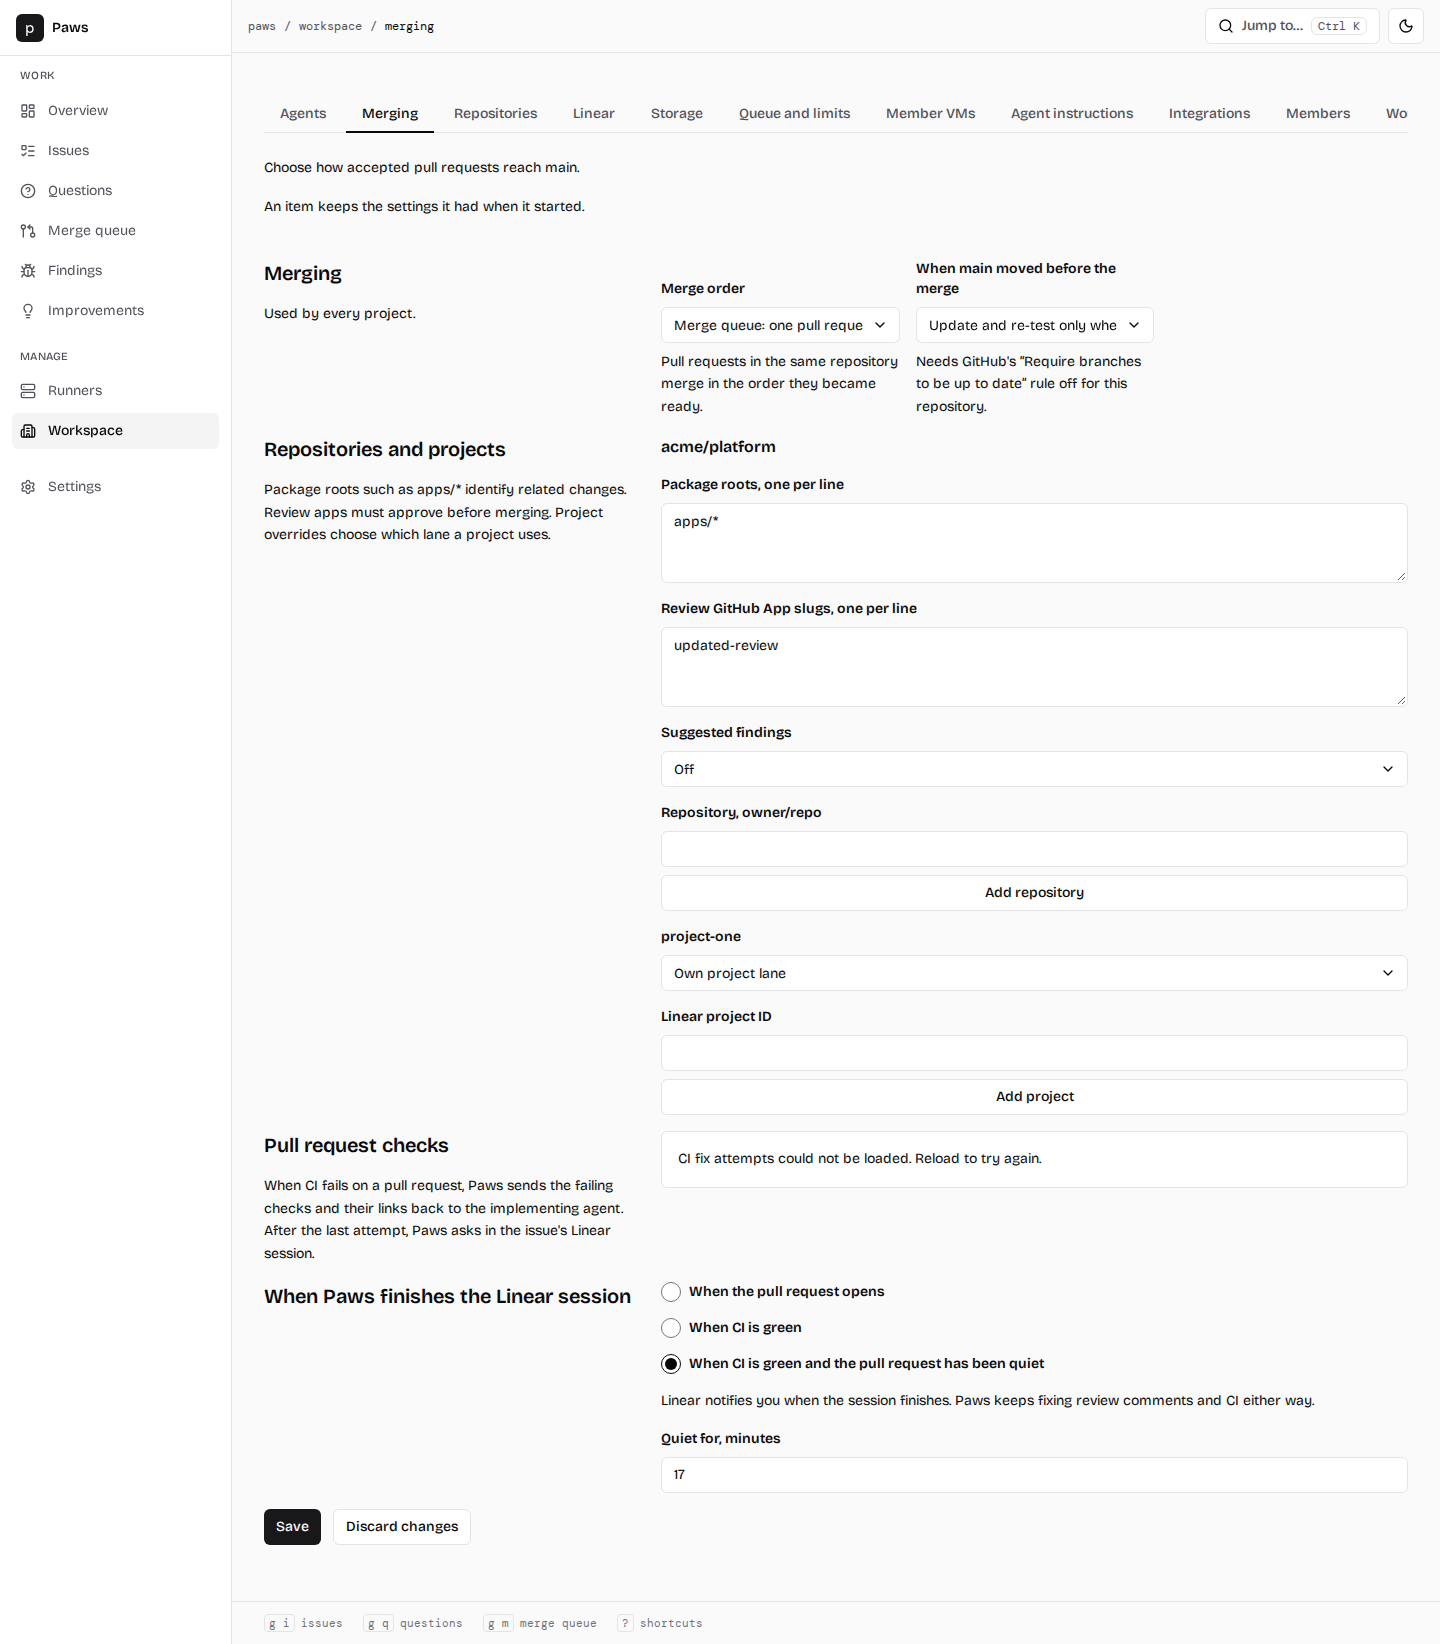 p Paws
paws / workspace / merging
Jump to... Ctrl K
WORK
Overview
Issues
Questions
Merge queue
Findings
Improvements
MANAGE
Runners
Workspace
Settings
Agents Merging Repositories Linear Storage Queue and limits Member VMs Agent instructions Integrations Members Wo
Choose how accepted pull requests reach main.
An item keeps the settings it had when it started.
Merging
Used by every project.
Merge order
Merge queue: one pull reque
Pull requests in the same repository
merge in the order they became
ready.
When main moved before the
merge
Update and re-test only whe
Needs GitHub's "Require branches
to be up to date" rule off for this
repository.
Repositories and projects
Package roots such as apps/* identify related changes.
Review apps must approve before merging. Project
overrides choose which lane a project uses.
acme/platform
Package roots, one per line
apps/*
Review GitHub App slugs, one per line
updated-review
Suggested findings
Off
Repository, owner/repo
Add repository
project-one
Own project lane
Linear project ID
Add project
Pull request checks
When CI fails on a pull request, Paws sends the failing
checks and their links back to the implementing agent.
After the last attempt, Paws asks in the issue's Linear
session.
CI fix attempts could not be loaded. Reload to try again.
When Paws finishes the Linear session
When the pull request opens
When CI is green
When CI is green and the pull request has been quiet
Linear notifies you when the session finishes. Paws keeps fixing review comments and CI either way.
Quiet for, minutes
17
Save Discard changes
g i issues g q questions g m merge queue ? shortcuts